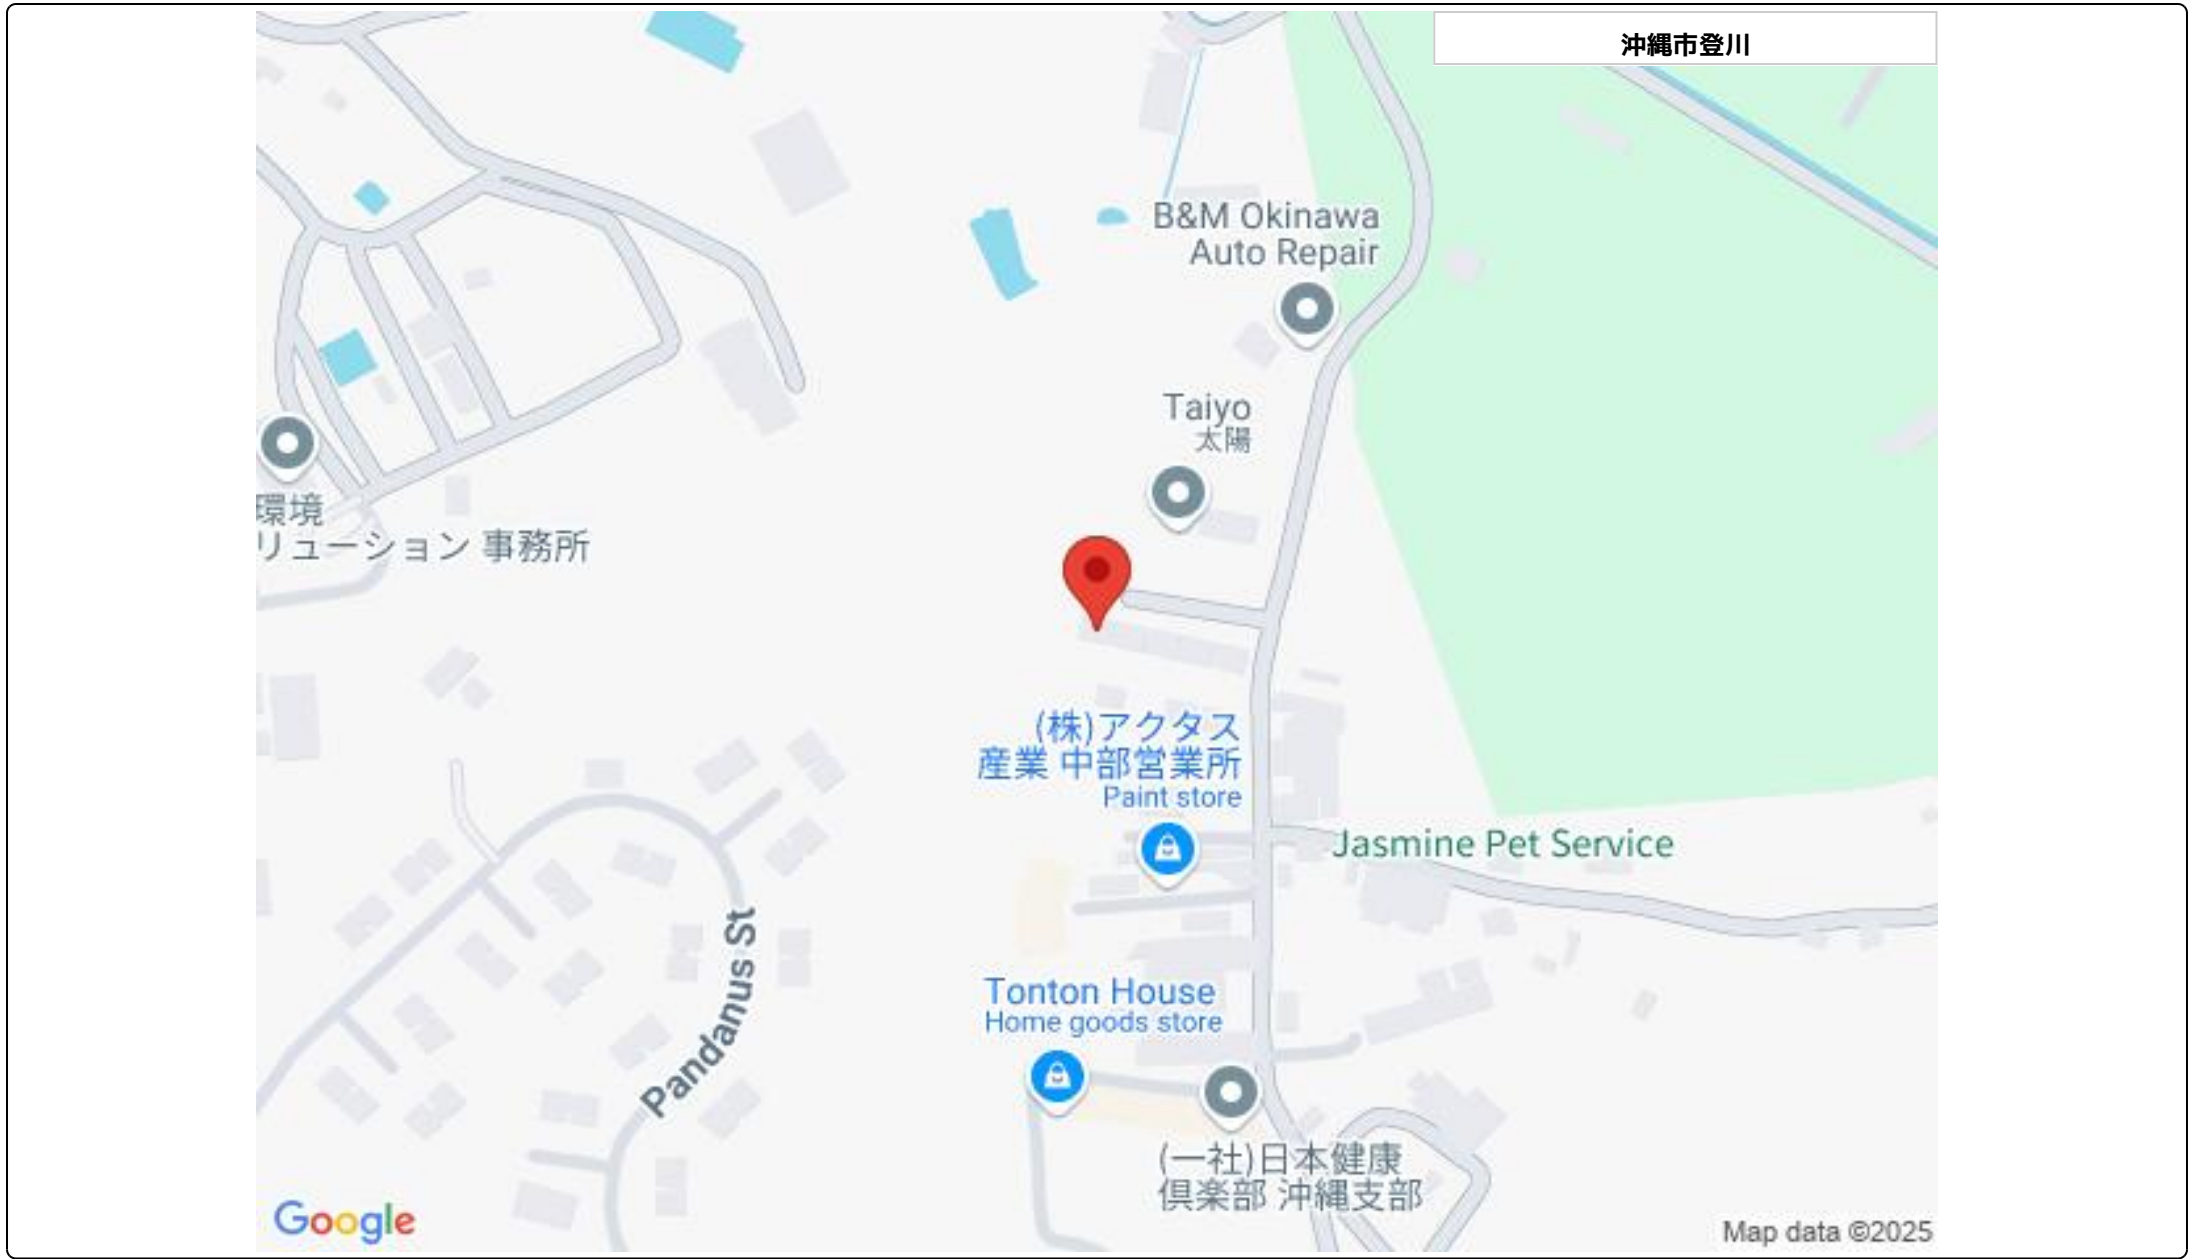 沖縄市登川
B&M Okinawa
Auto Repair
Taiyo
太陽
環境
リューション 事務所
(株)アクタス
産業 中部営業所
Paint store
Jasmine Pet Service
Pandanus St
Tonton House
Home goods store
(一社)日本健康
倶楽部 沖縄支部
Google
Map data ©2025